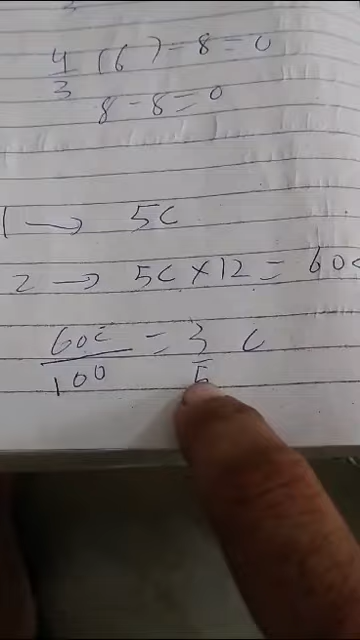 4/3 (6) - 8 = 0
8 - 8 = 0
1 → 5c
2 → 5c × 12 = 60c
60c/100 = 3/5 c